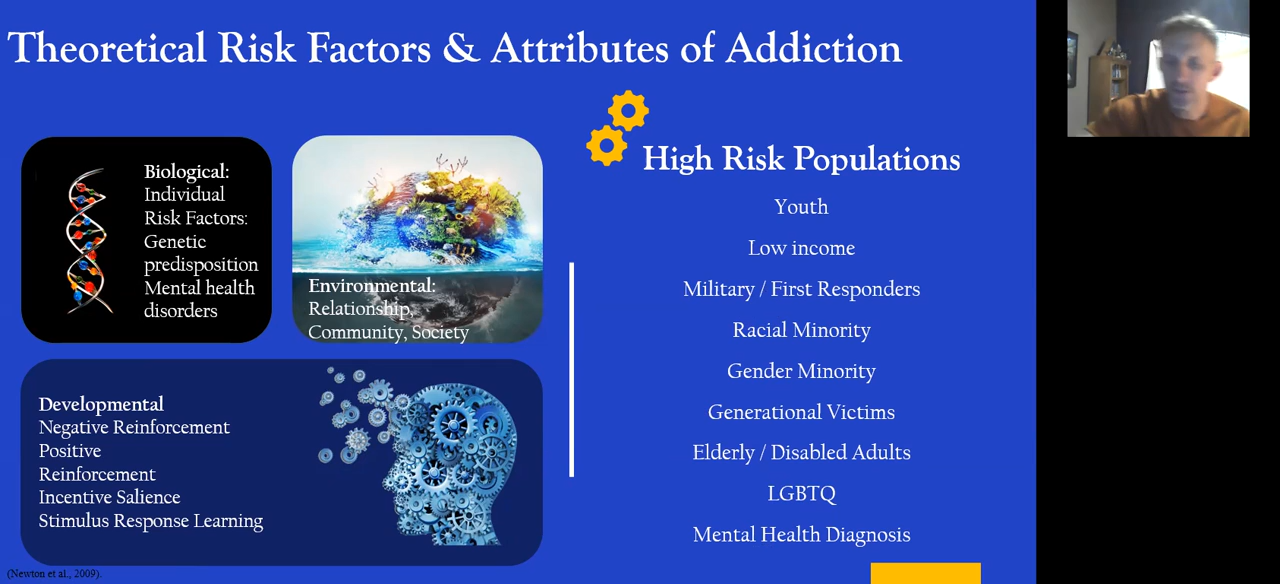 Theoretical Risk Factors & Attributes of Addiction
Biological:
Individual
Risk Factors:
Genetic
predisposition
Mental health
disorders
Environmental:
Relationship,
Community, Society
Developmental
Negative Reinforcement
Positive
Reinforcement
Incentive Salience
Stimulus Response Learning
(Newton et al., 2009).
High Risk Populations
Youth
Low income
Military / First Responders
Racial Minority
Gender Minority
Generational Victims
Elderly / Disabled Adults
LGBTQ
Mental Health Diagnosis